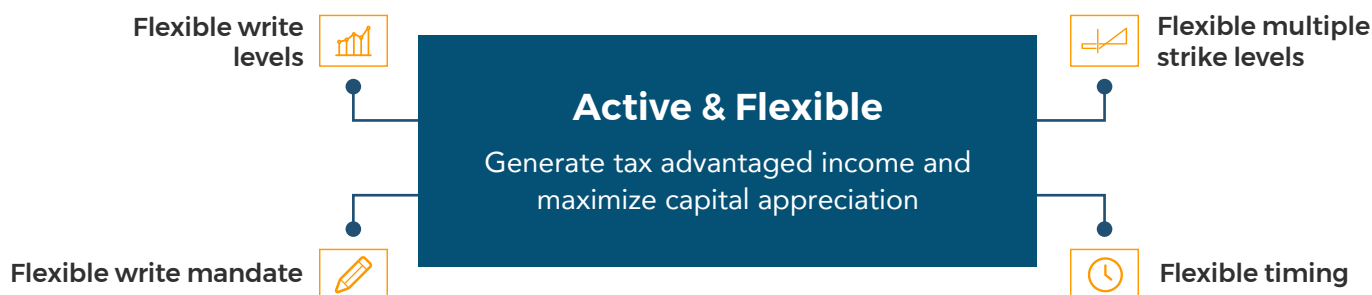 Flexible write
levels
Flexible multiple
strike levels
Active & Flexible
Generate tax advantaged income and
maximize capital appreciation
Flexible write mandate
Flexible timing